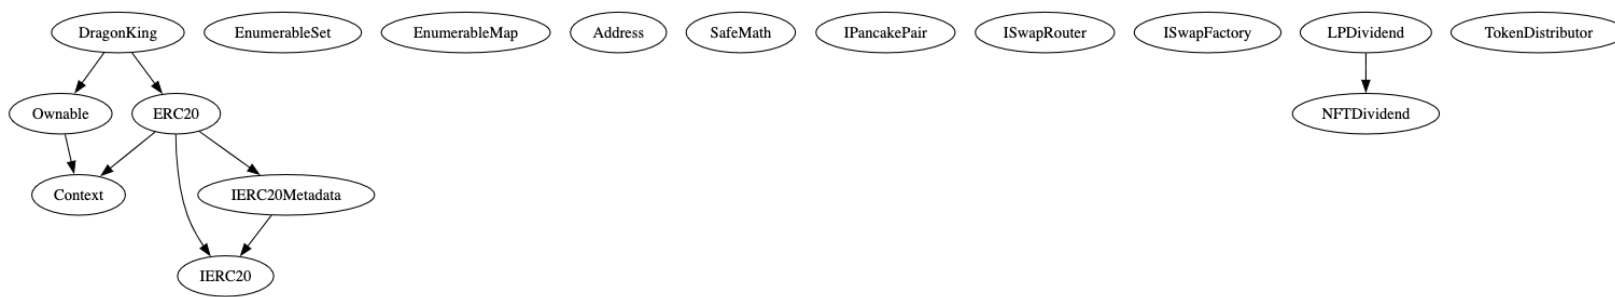 DragonKing
EnumerableSet
EnumerableMap
Address
SafeMath
IPancakePair
ISwapRouter
ISwapFactory
LPDividend
TokenDistributor
Ownable
ERC20
NFTDividend
Context
IERC20Metadata
IERC20